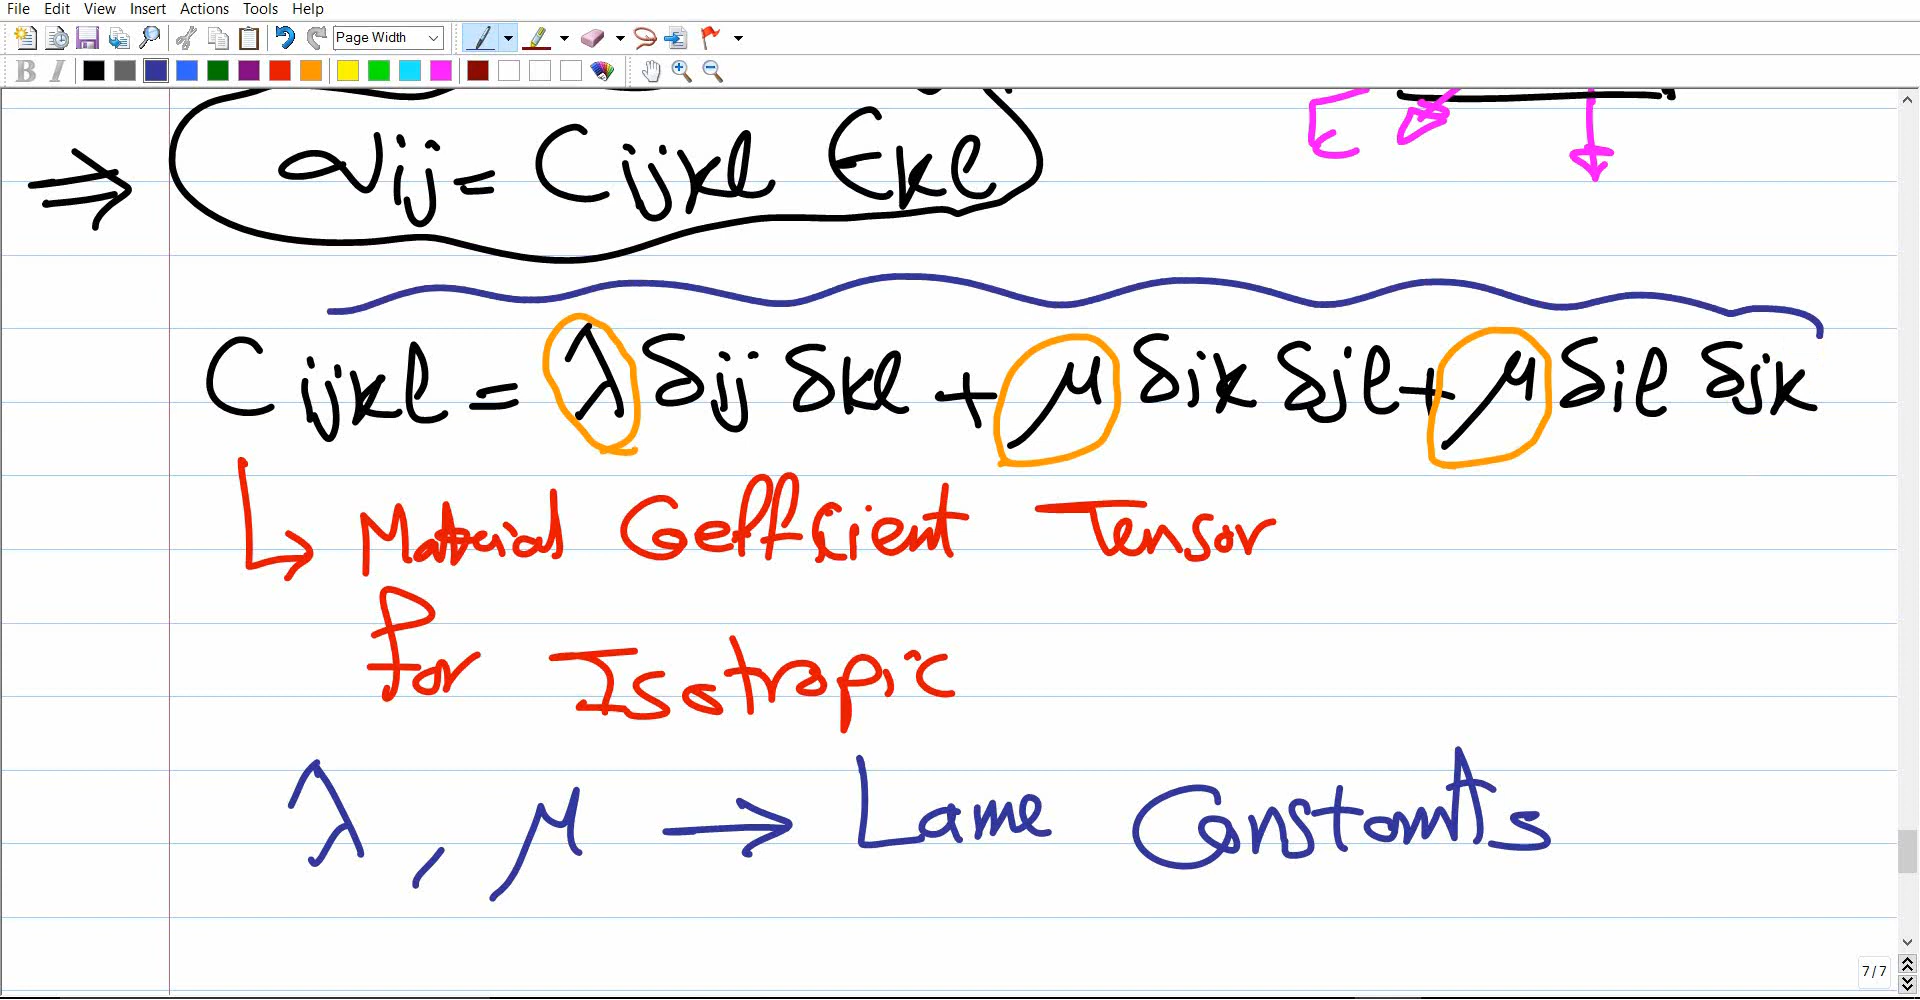 File Edit View Insert Actions Tools Help
Page Width
B I
E
⇒ σij = Cijkl Ekl
Cijkl = λ δij δkl + μ δik δjl + μ δil δjk
↳ Material Coefficient Tensor
for Isotropic
λ, μ → Lame Constants
7/7